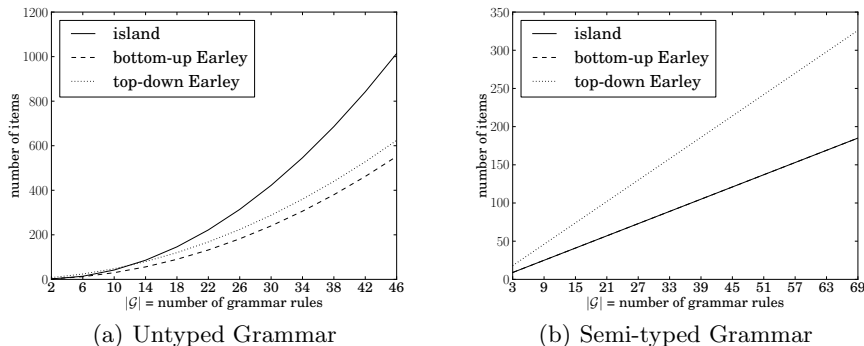 1200
1000
800
600
400
200
0
number of items
island
bottom-up Earley
top-down Earley
2 6 10 14 18 22 26 30 34 38 42 46
|𝒢| = number of grammar rules
(a) Untyped Grammar
350
300
250
200
150
100
50
0
number of items
island
bottom-up Earley
top-down Earley
3 9 15 21 27 33 39 45 51 57 63 69
|𝒢| = number of grammar rules
(b) Semi-typed Grammar